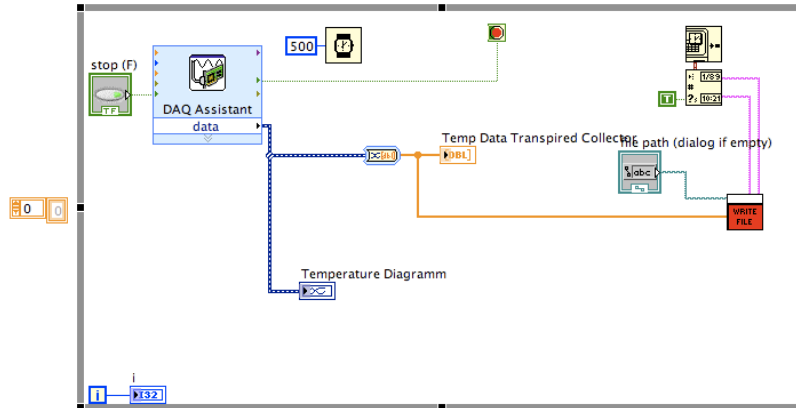 500
stop (F)
TF
DAQ Assistant
data
Temp Data Transpired Collector
DBL]
file path (dialog if empty)
abc
1/89
#
?: 10:21
T
WRITE
FILE
0
0
Temperature Diagramm
i
i
I32